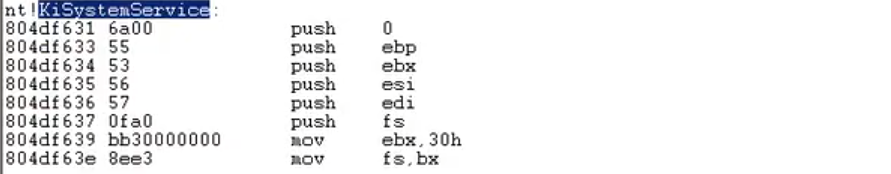 nt!KiSystemService:
804df631 6a00 push 0
804df633 55 push ebp
804df634 53 push ebx
804df635 56 push esi
804df636 57 push edi
804df637 0fa0 push fs
804df639 bb30000000 mov ebx,30h
804df63e 8ee3 mov fs,bx